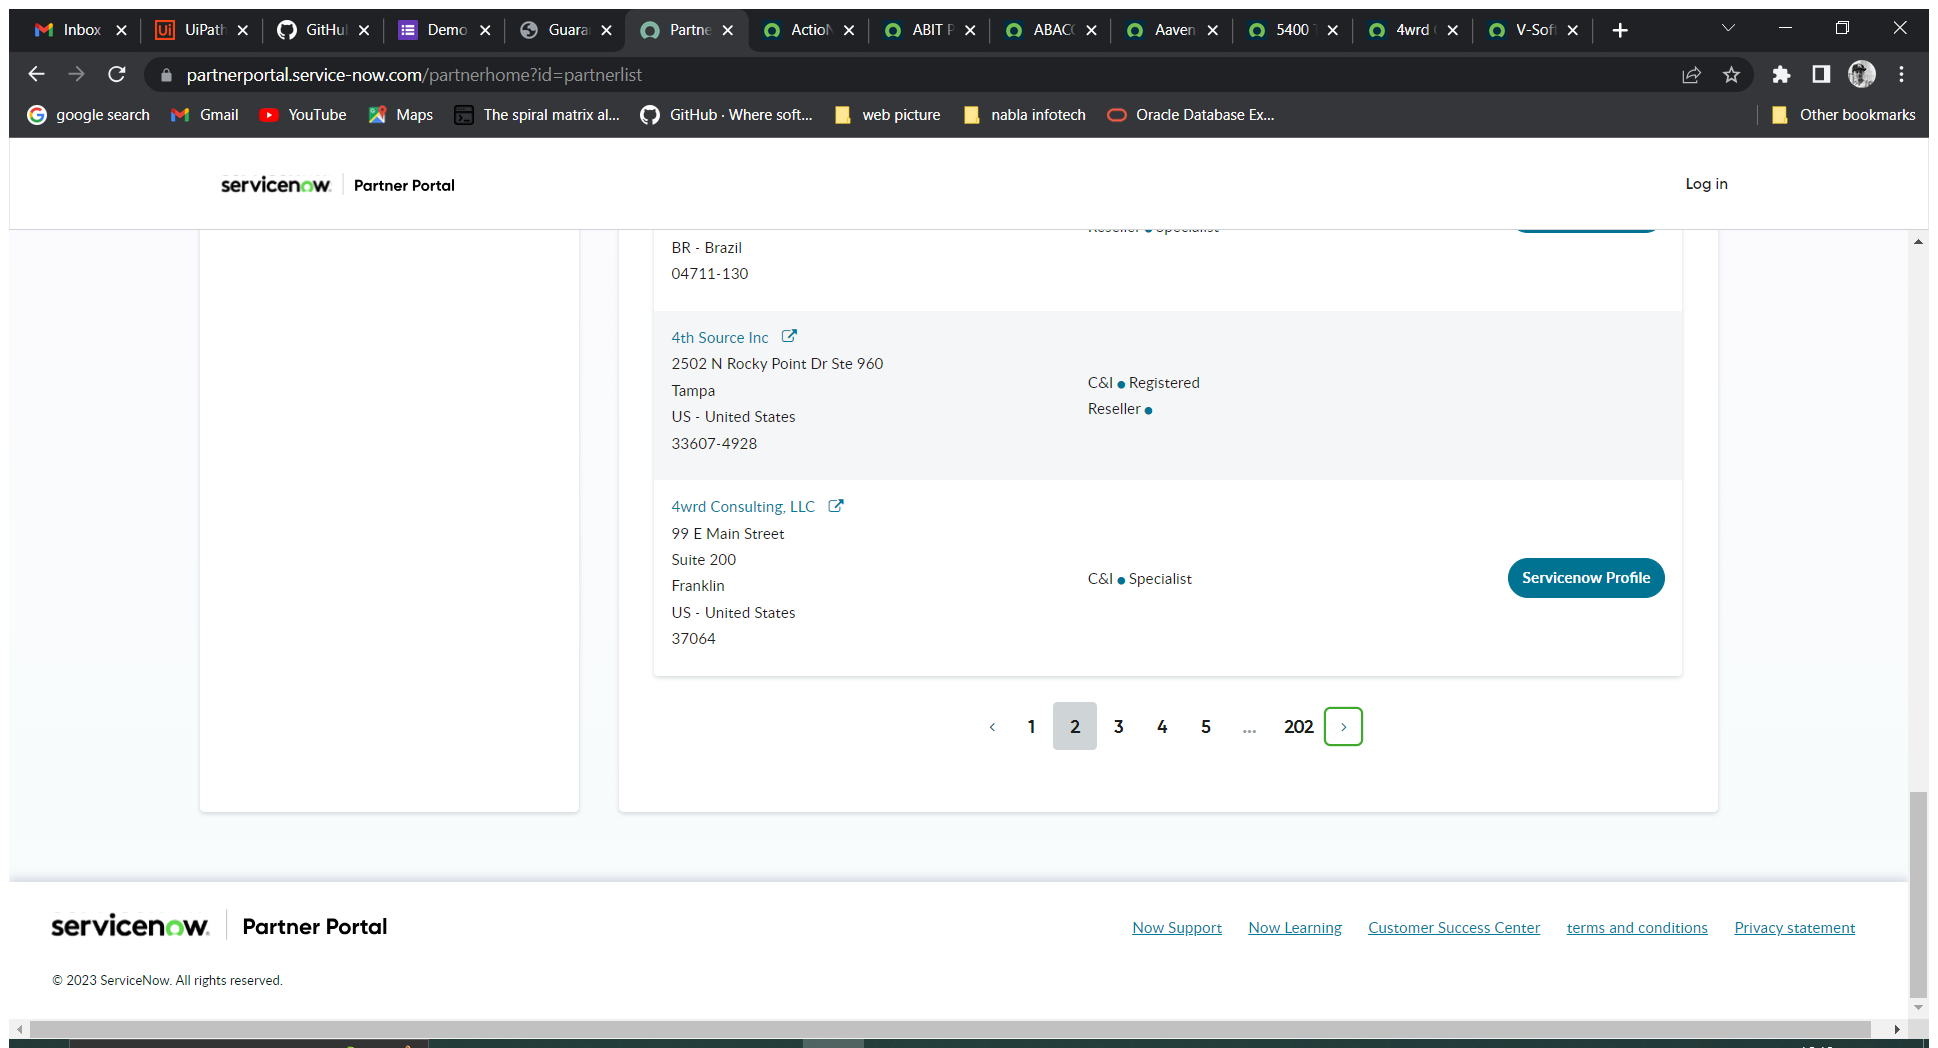 Inbox
UiPath
GitHu
Demo
Guara
Partne
Action
ABIT P
ABAC
Aaven
5400
4wrd
V-Sof
partnerportal.service-now.com/partnerhome?id=partnerlist
google search
Gmail
YouTube
Maps
The spiral matrix al...
GitHub · Where soft...
web picture
nabla infotech
Oracle Database Ex...
Other bookmarks
servicenow. Partner Portal
Log in
Reseller ● Specialist
BR - Brazil
04711-130
4th Source Inc
2502 N Rocky Point Dr Ste 960
Tampa
US - United States
33607-4928
C&I ● Registered
Reseller ●
4wrd Consulting, LLC
99 E Main Street
Suite 200
Franklin
US - United States
37064
C&I ● Specialist
Servicenow Profile
‹ 1 2 3 4 5 ... 202 ›
servicenow. Partner Portal
Now Support
Now Learning
Customer Success Center
terms and conditions
Privacy statement
© 2023 ServiceNow. All rights reserved.